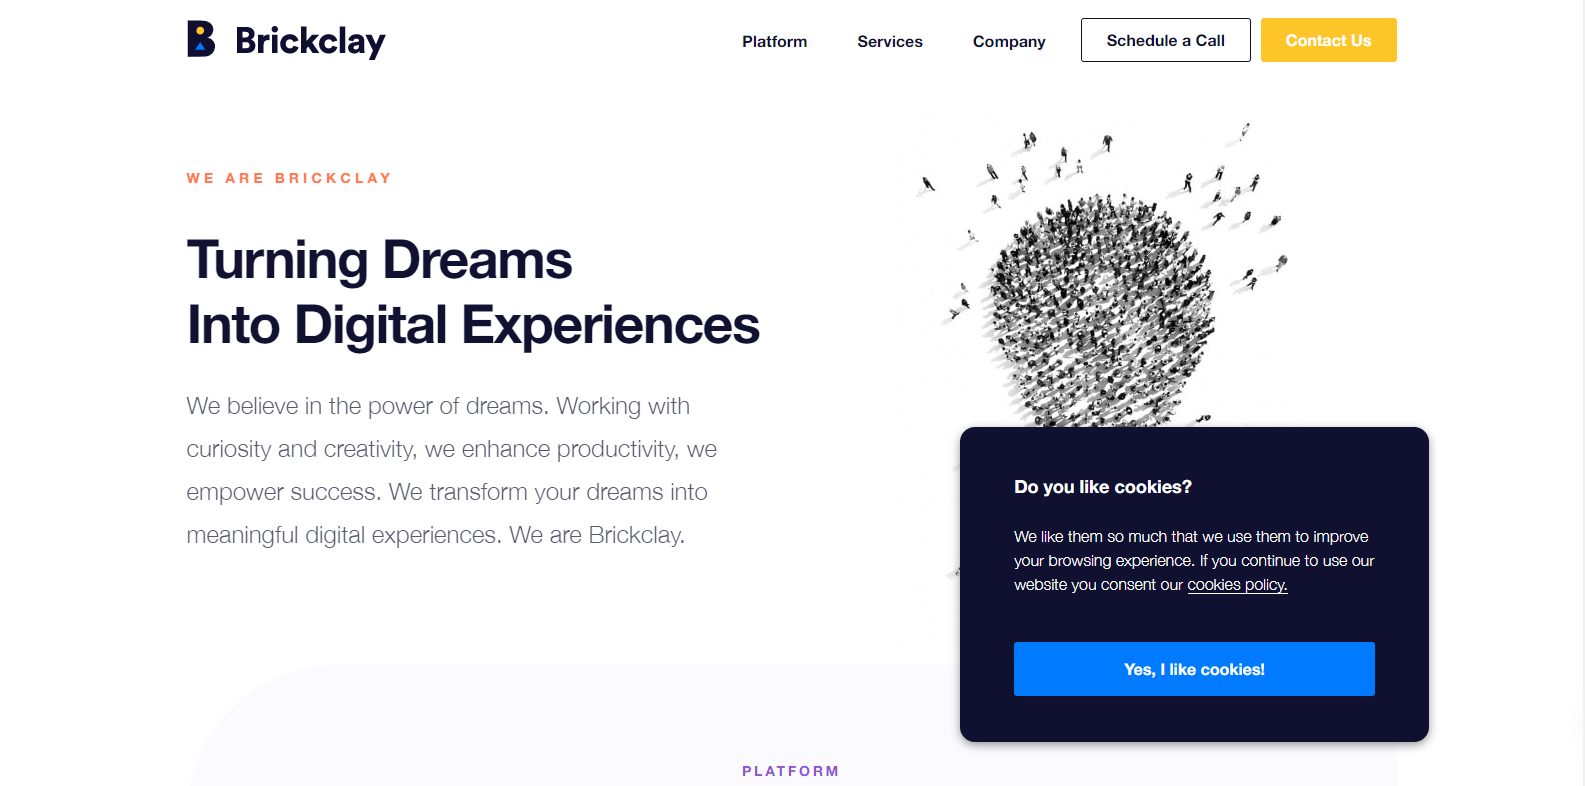 Brickclay
Platform
Services
Company
Schedule a Call
Contact Us
WE ARE BRICKCLAY
Turning Dreams
Into Digital Experiences
We believe in the power of dreams. Working with
curiosity and creativity, we enhance productivity, we
empower success. We transform your dreams into
meaningful digital experiences. We are Brickclay.
Do you like cookies?
We like them so much that we use them to improve
your browsing experience. If you continue to use our
website you consent our cookies policy.
Yes, I like cookies!
PLATFORM